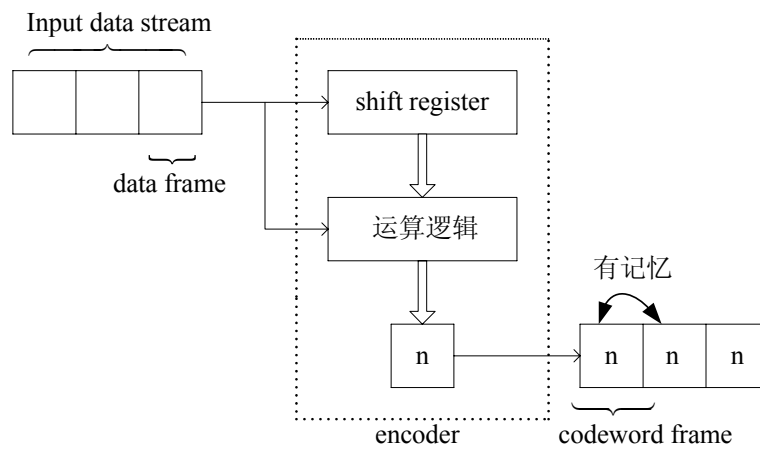 Input data stream
data frame
shift register
运算逻辑
n
encoder
有记忆
n n n
codeword frame